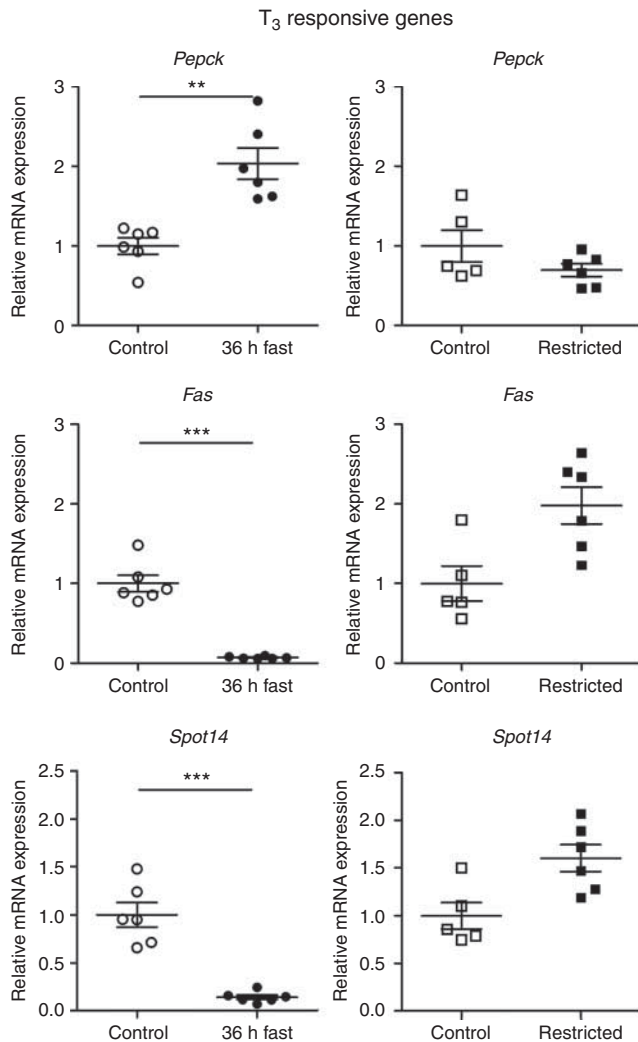 T₃ responsive genes
Pepck
Relative mRNA expression
3
2
1
0
**
Control
36 h fast
Pepck
Relative mRNA expression
3
2
1
0
Control
Restricted
Fas
Relative mRNA expression
3
2
1
0
***
Control
36 h fast
Fas
Relative mRNA expression
3
2
1
0
Control
Restricted
Spot14
Relative mRNA expression
2.5
2.0
1.5
1.0
0.5
0.0
***
Control
36 h fast
Spot14
Relative mRNA expression
2.5
2.0
1.5
1.0
0.5
0.0
Control
Restricted